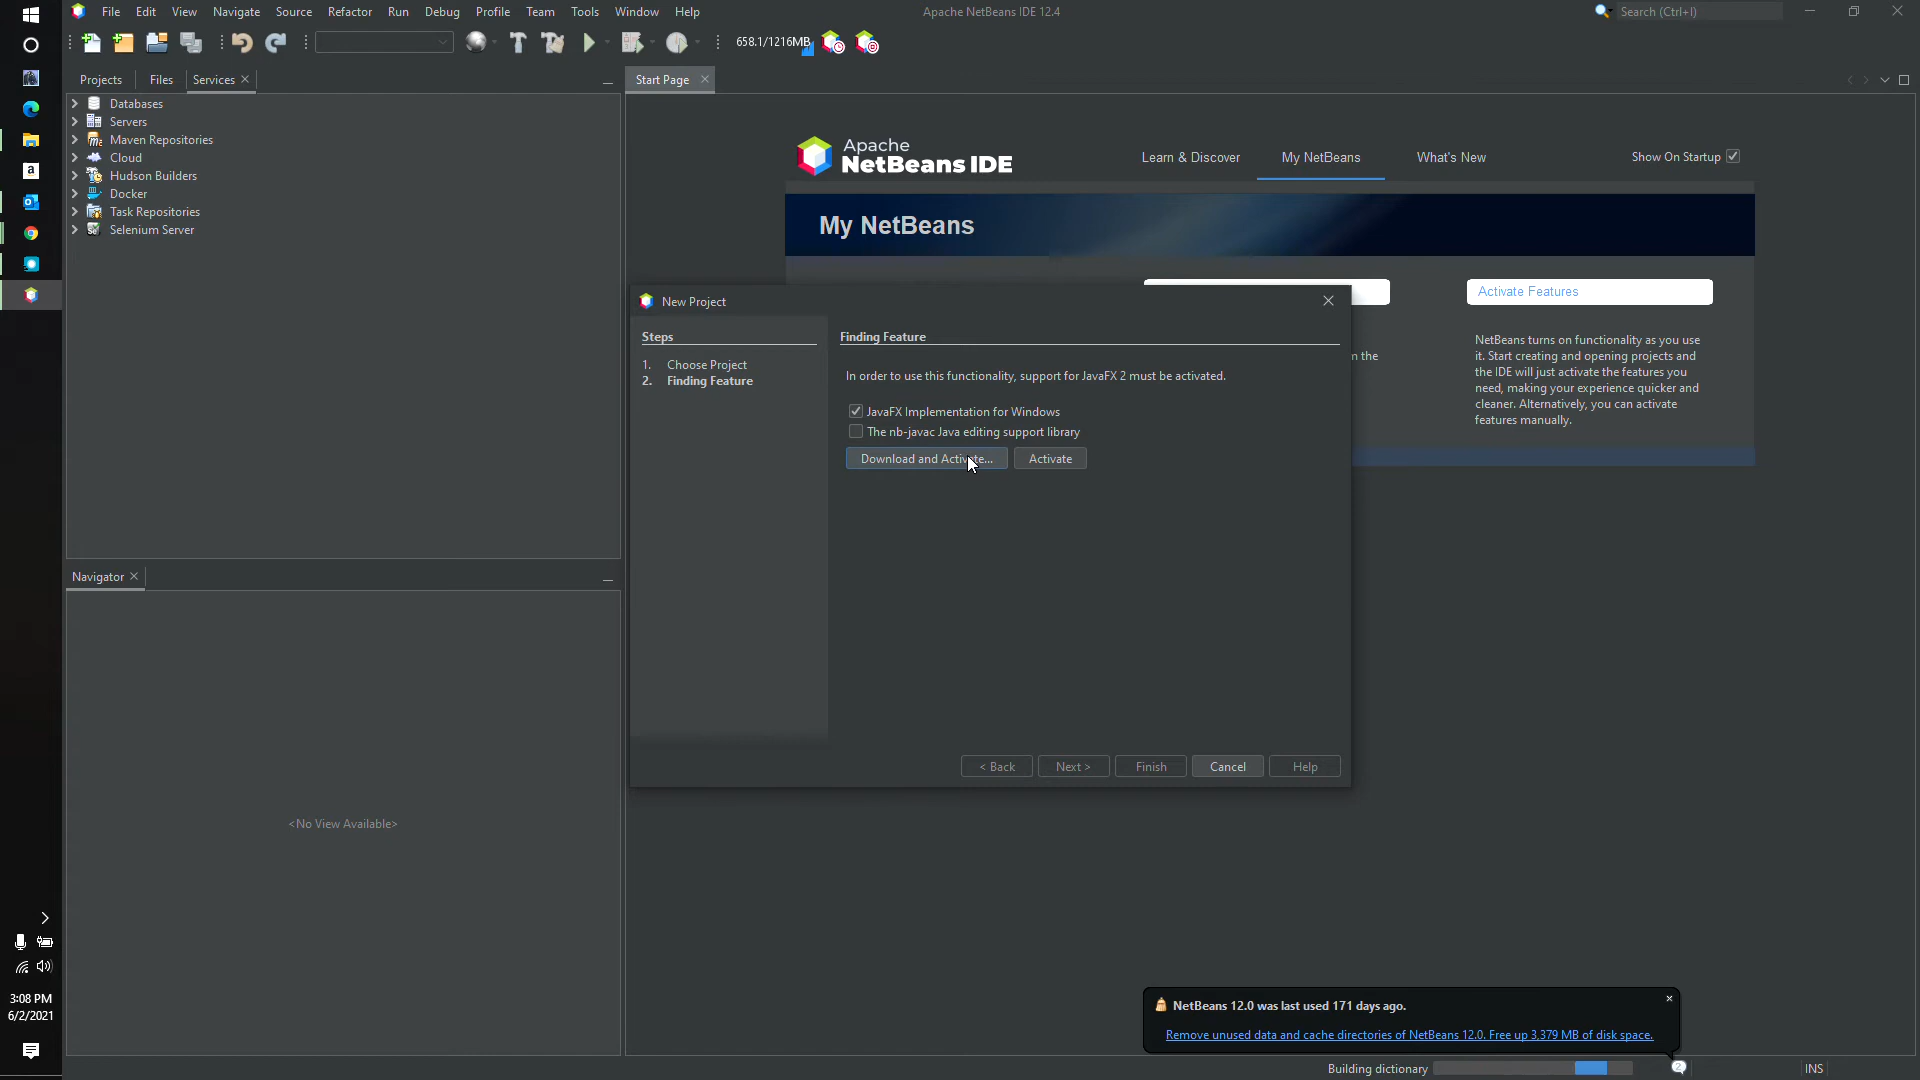 File Edit View Navigate Source Refactor Run Debug Profile Team Tools Window Help
Apache NetBeans IDE 12.4
Search (Ctrl+I)
658.1/1216MB
Projects Files Services
Start Page
Databases
Servers
Maven Repositories
Cloud
Hudson Builders
Docker
Task Repositories
Selenium Server
Apache
NetBeans IDE
Learn & Discover
My NetBeans
What's New
Show On Startup
My NetBeans
Activate Features
NetBeans turns on functionality as you use
it. Start creating and opening projects and
the IDE will just activate the features you
need, making your experience quicker and
cleaner. Alternatively, you can activate
features manually.
n the
New Project
Steps
1. Choose Project
2. Finding Feature
Finding Feature
In order to use this functionality, support for JavaFX 2 must be activated.
JavaFX Implementation for Windows
The nb-javac Java editing support library
Download and Activate...
Activate
< Back
Next >
Finish
Cancel
Help
Navigator
<No View Available>
3:08 PM
6/2/2021
NetBeans 12.0 was last used 171 days ago.
Remove unused data and cache directories of NetBeans 12.0. Free up 3,379 MB of disk space.
Building dictionary
2
INS